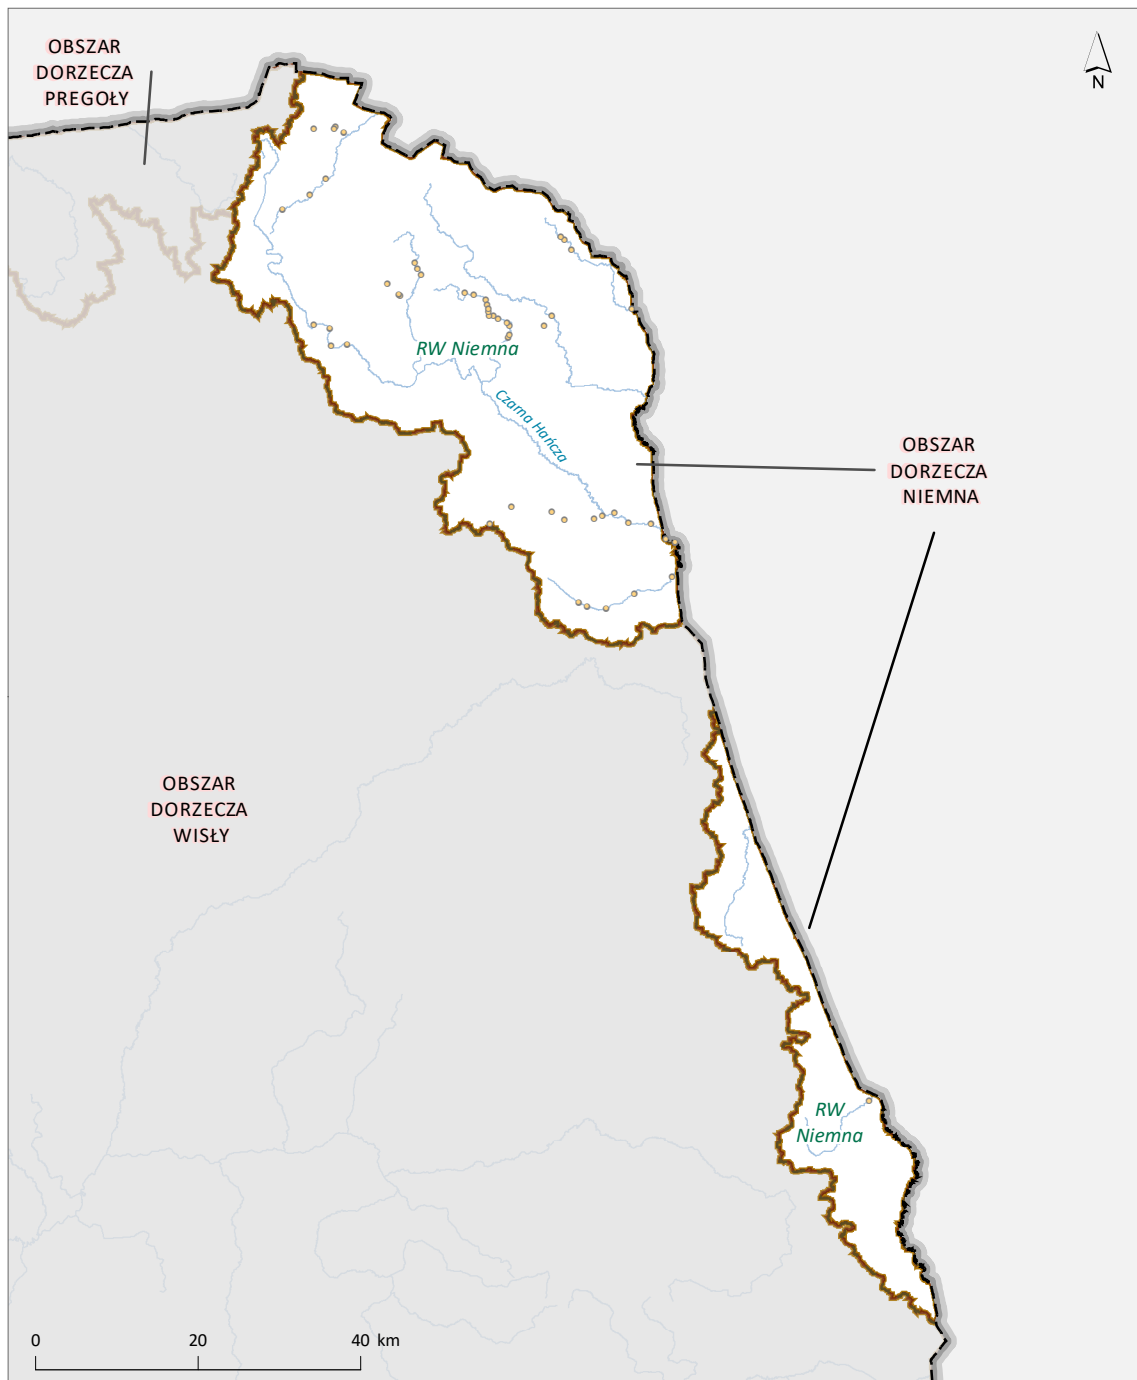 OBSZAR
DORZECZA
PREGOŁY
N
RW Niemna
Czarna Hańcza
OBSZAR
DORZECZA
NIEMNA
OBSZAR
DORZECZA
WISŁY
RW
Niemna
0 20 40 km